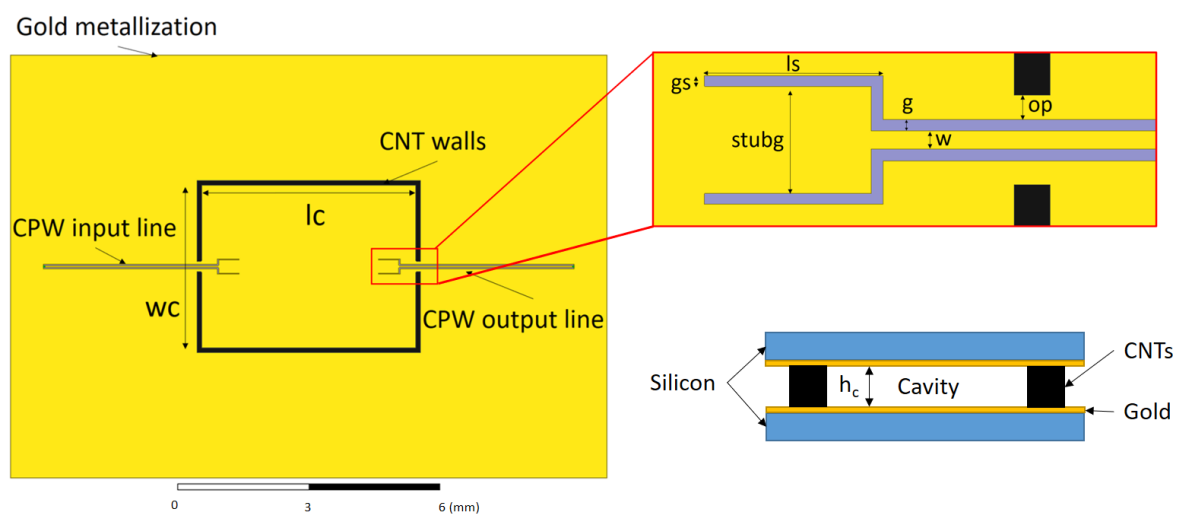 Gold metallization
CNT walls
lc
CPW input line
wc
CPW output line
0
3
6 (mm)
ls
gs
g
op
stubg
w
Silicon
hc
Cavity
CNTs
Gold